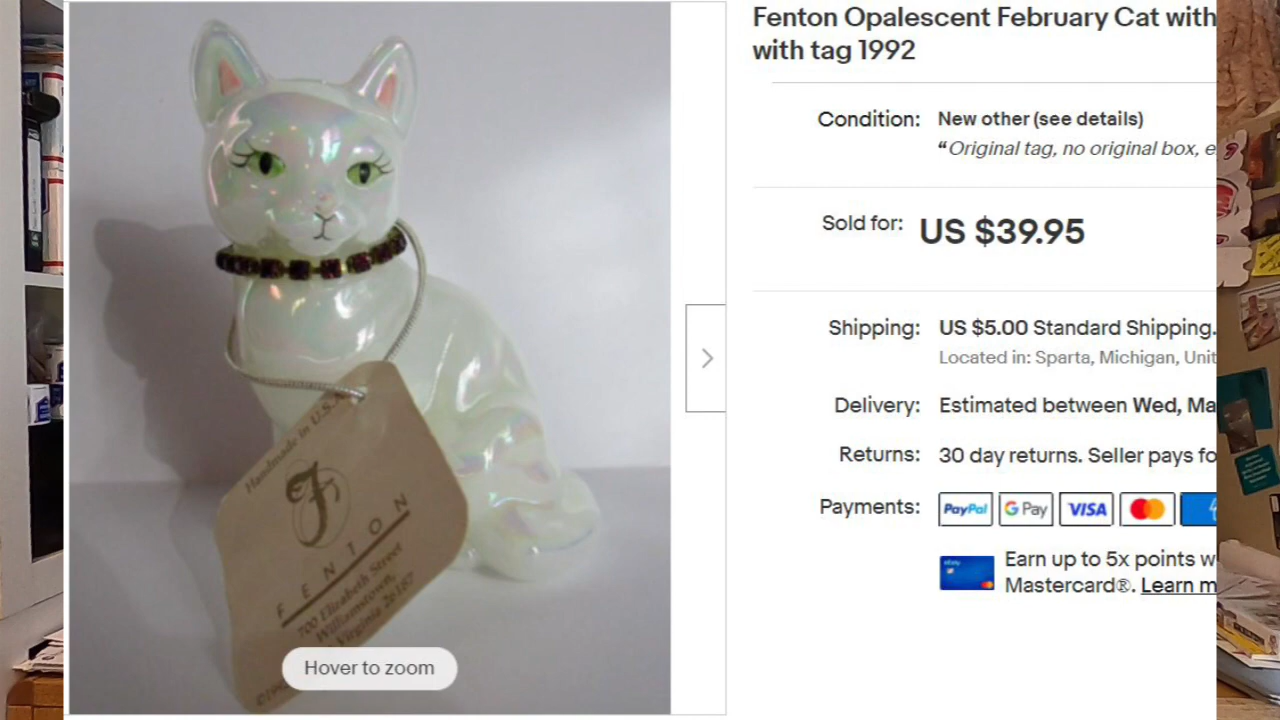 Fenton Opalescent February Cat with
with tag 1992
Condition: New other (see details)
“Original tag, no original box, e
Sold for: US $39.95
Shipping: US $5.00 Standard Shipping.
Located in: Sparta, Michigan, Unit
Delivery: Estimated between Wed, Ma
Returns: 30 day returns. Seller pays fo
Payments: PayPal G Pay VISA
Earn up to 5x points w
Mastercard®. Learn m
Handmade in U.S.A.
F
FENTON
700 Elizabeth Street
Williamstown,
Virginia 26187
Hover to zoom